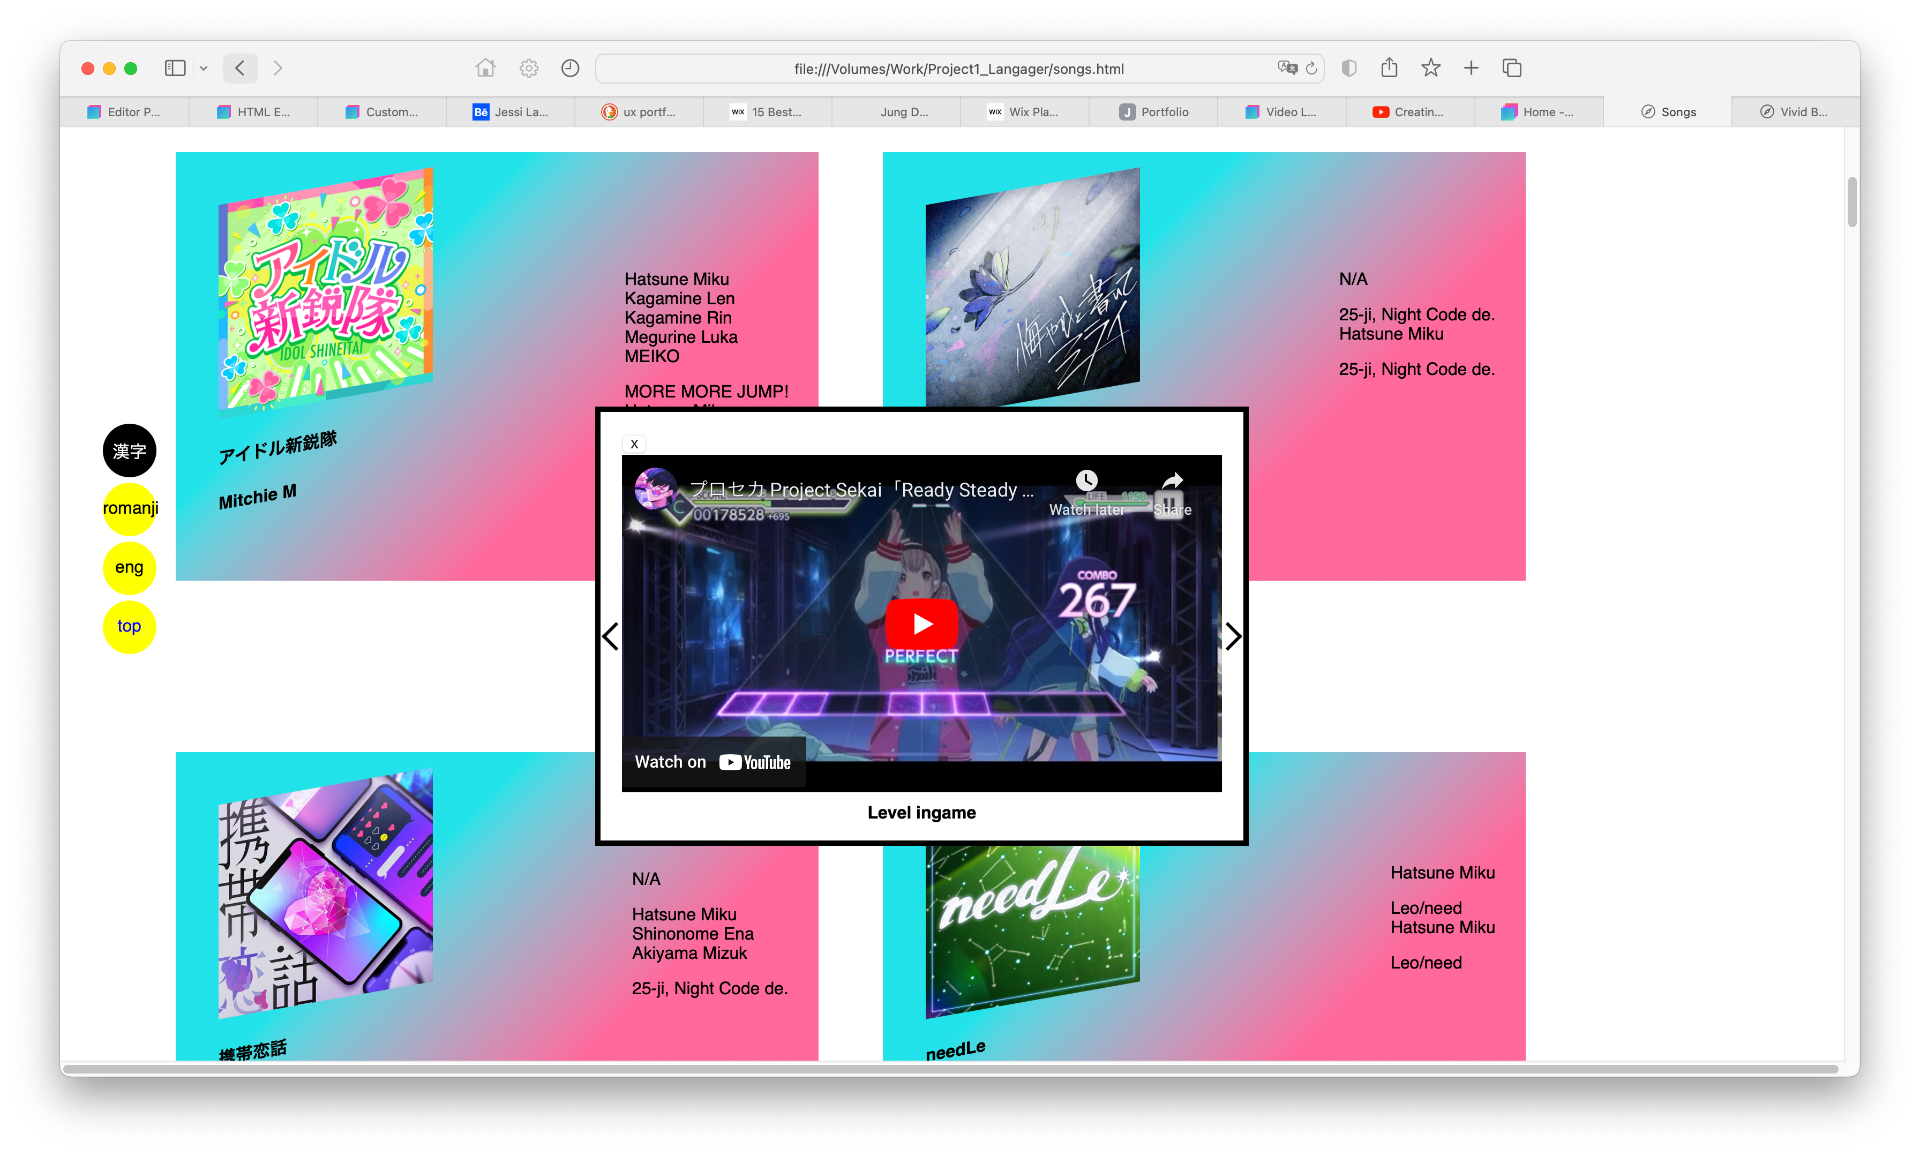 file:///Volumes/Work/Project1_Langager/songs.html
Editor P...
HTML E...
Custom...
Bē Jessi La...
ux portf...
WIX 15 Best...
Jung D...
WIX Wix Pla...
J Portfolio
Video L...
Creatin...
Home -...
Songs
Vivid B...
アイドル
新鋭隊
IDOL SHINEITAI
アイドル新鋭隊
Mitchie M
Hatsune Miku
Kagamine Len
Kagamine Rin
Megurine Luka
MEIKO
MORE MORE JUMP!
悔やむと書いてミライ
N/A
25-ji, Night Code de.
Hatsune Miku
25-ji, Night Code de.
漢字
romanji
eng
top
x
プロセカ Project Sekai「Ready Steady ...
Watch later
Share
C
00178528 +695
LIFE 1150
COMBO
267
PERFECT
Watch on YouTube
Level ingame
携帯恋話
携帯恋話
N/A
Hatsune Miku
Shinonome Ena
Akiyama Mizuk
25-ji, Night Code de.
needLe
needLe
Hatsune Miku
Leo/need
Hatsune Miku
Leo/need